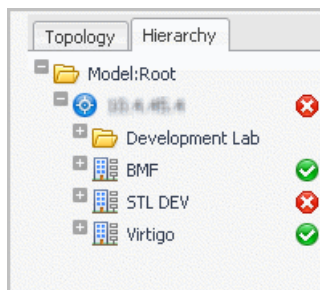 Topology
Hierarchy
Model:Root
Development Lab
BMF
STL DEV
Virtigo